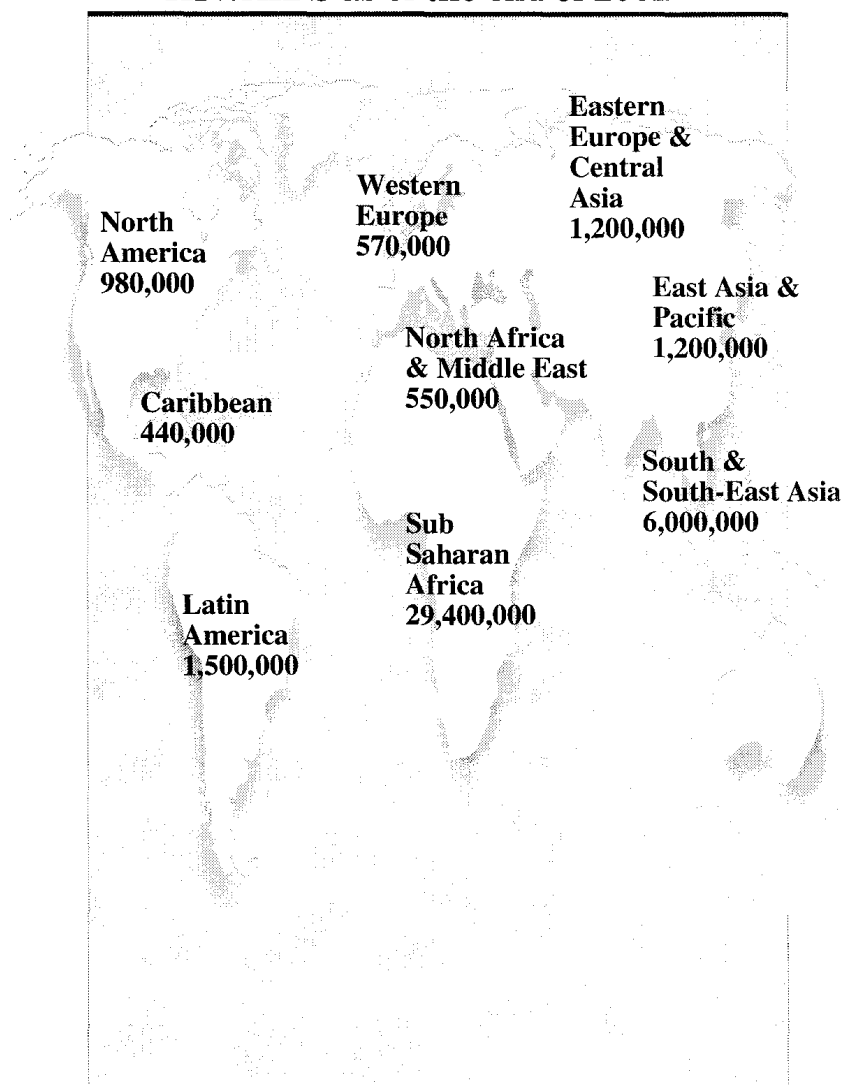 Eastern
Europe &
Central
Asia
1,200,000
Western
Europe
570,000
North
America
980,000
East Asia &
Pacific
1,200,000
North Africa
& Middle East
550,000
Caribbean
440,000
South &
South-East Asia
6,000,000
Sub
Saharan
Africa
29,400,000
Latin
America
1,500,000